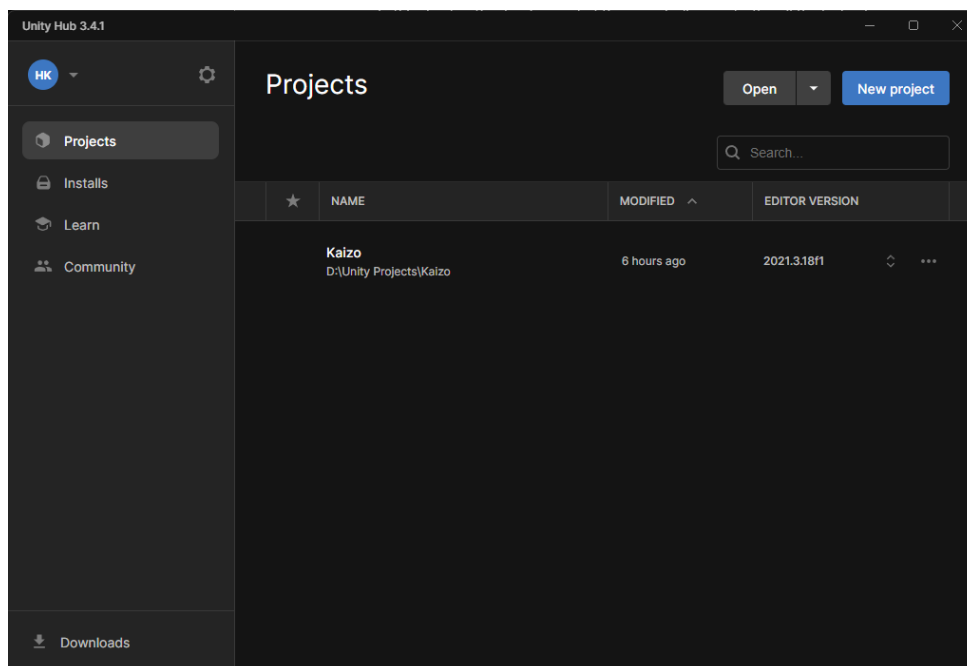 Unity Hub 3.4.1
HK
Projects
Installs
Learn
Community
Downloads
Projects
Open
New project
Search...
NAME MODIFIED EDITOR VERSION
Kaizo 6 hours ago 2021.3.18f1
D:\Unity Projects\Kaizo